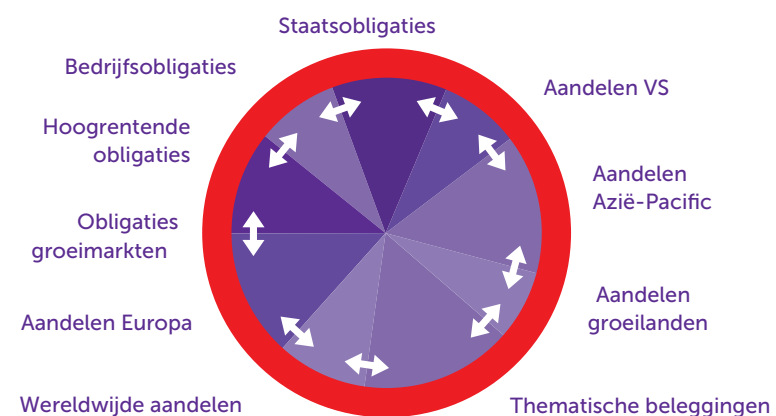 Staatsobligaties
Bedrijfsobligaties
Aandelen VS
Hoogrentende
obligaties
Aandelen
Azië-Pacific
Obligaties
groeimarkten
Aandelen
groeilanden
Aandelen Europa
Wereldwijde aandelen
Thematische beleggingen